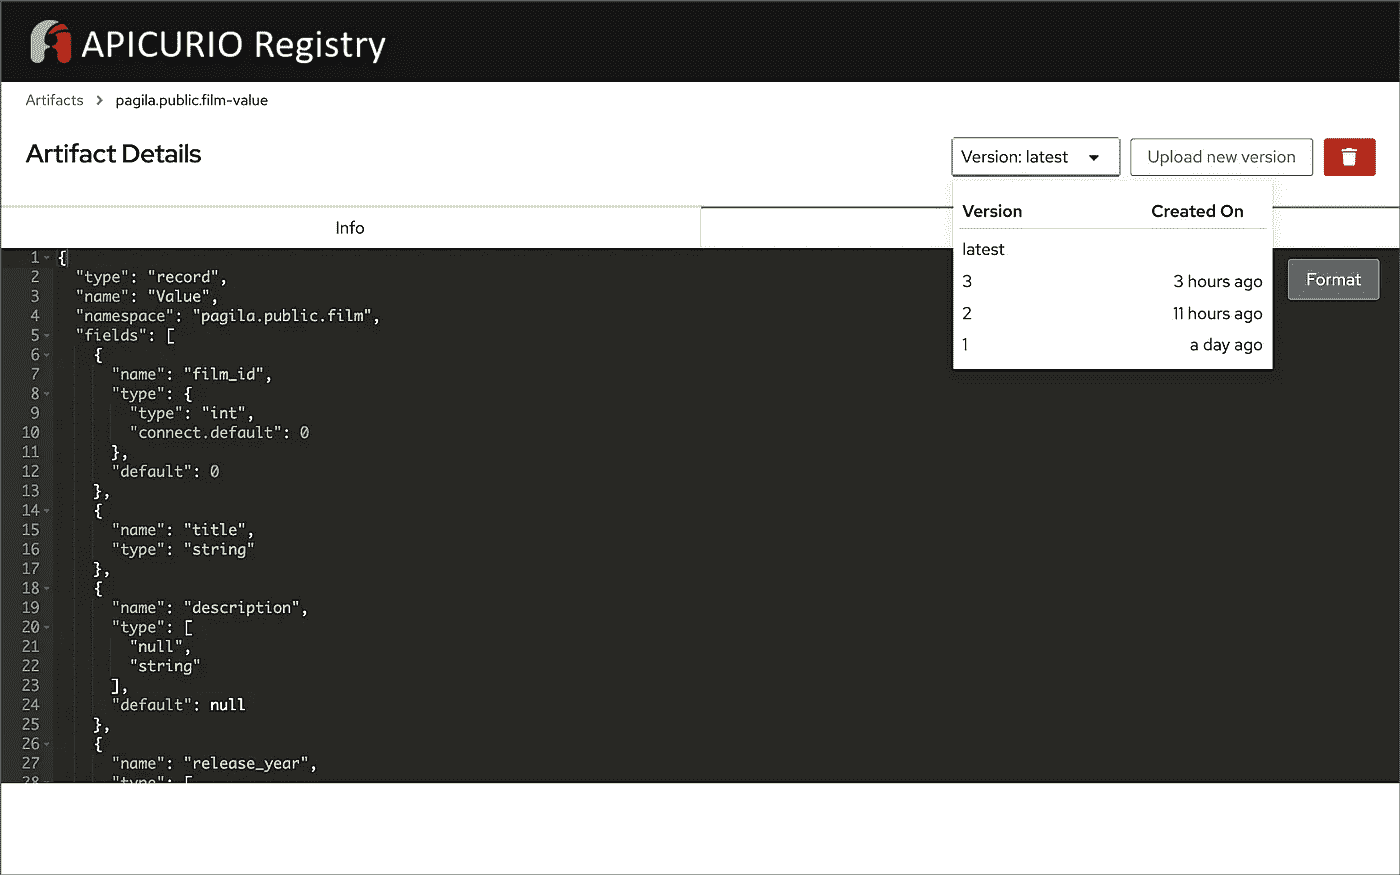 APICURIO Registry
Artifacts > pagila.public.film-value
Artifact Details
Version: latest
Upload new version
Version Created On
latest
3 3 hours ago
2 11 hours ago
1 a day ago
Info
Format
1 {
2 "type": "record",
3 "name": "Value",
4 "namespace": "pagila.public.film",
5 "fields": [
6 {
7 "name": "film_id",
8 "type": {
9 "type": "int",
10 "connect.default": 0
11 },
12 "default": 0
13 },
14 {
15 "name": "title",
16 "type": "string"
17 },
18 {
19 "name": "description",
20 "type": [
21 "null",
22 "string"
23 ],
24 "default": null
25 },
26 {
27 "name": "release_year",
28 "type": [